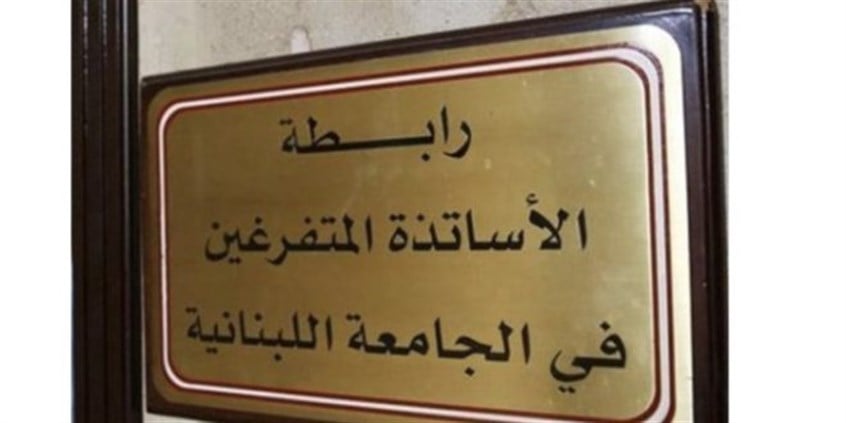 رابطة
الأساتذة المتفرغين
في الجامعة اللبنانية